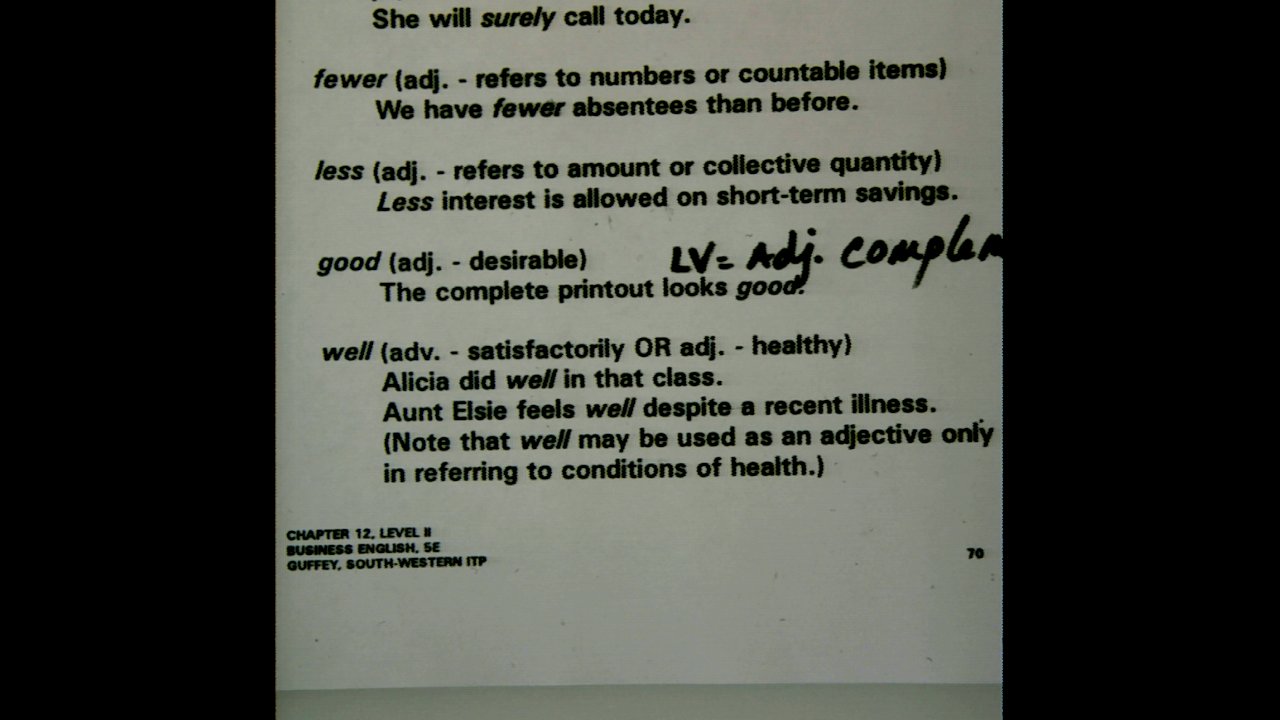 She will surely call today.
fewer (adj. - refers to numbers or countable items)
We have fewer absentees than before.
less (adj. - refers to amount or collective quantity)
Less interest is allowed on short-term savings.
good (adj. - desirable) LV= Adj. complem
The complete printout looks good.
well (adv. - satisfactorily OR adj. - healthy)
Alicia did well in that class.
Aunt Elsie feels well despite a recent illness.
(Note that well may be used as an adjective only
in referring to conditions of health.)
CHAPTER 12, LEVEL II
BUSINESS ENGLISH, 5E
GUFFEY, SOUTH-WESTERN ITP
70